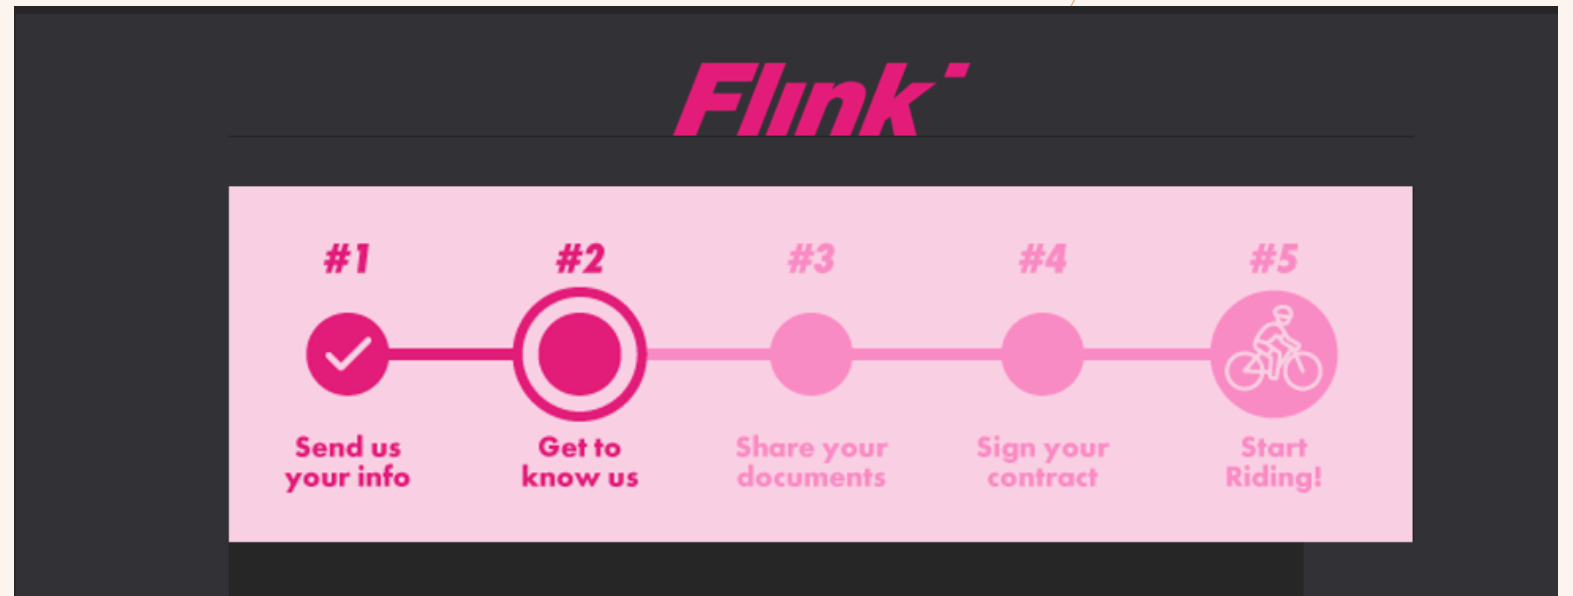 Flink
#1 #2 #3 #4 #5
Send us your info
Get to know us
Share your documents
Sign your contract
Start Riding!